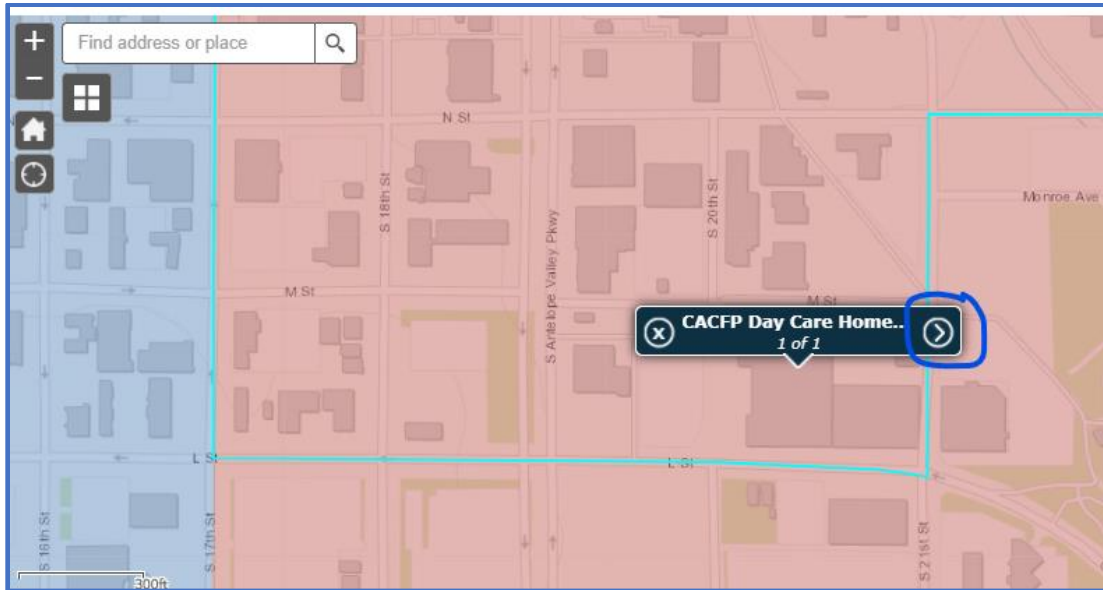 +
Find address or place
−
N St
S 18th St
S 20th St
Monroe Ave
S Antelope Valley Pkwy
M St
M St
CACFP Day Care Home..
x
1 of 1
L St
L St
S 16th St
S 17th St
S 21st St
300ft